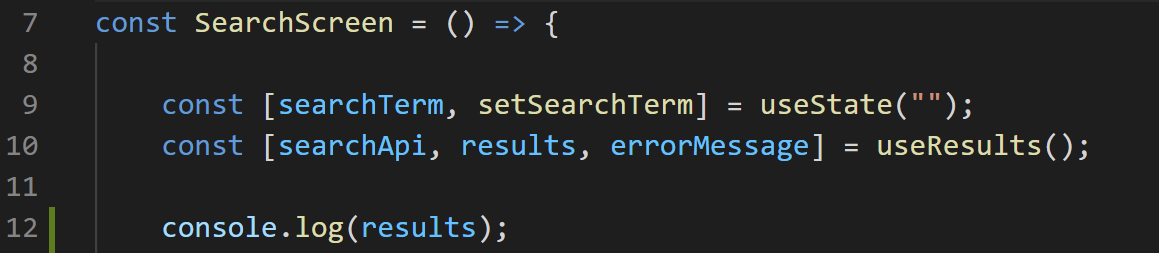 7 const SearchScreen = () => {
8
9 const [searchTerm, setSearchTerm] = useState("");
10 const [searchApi, results, errorMessage] = useResults();
11
12 console.log(results);